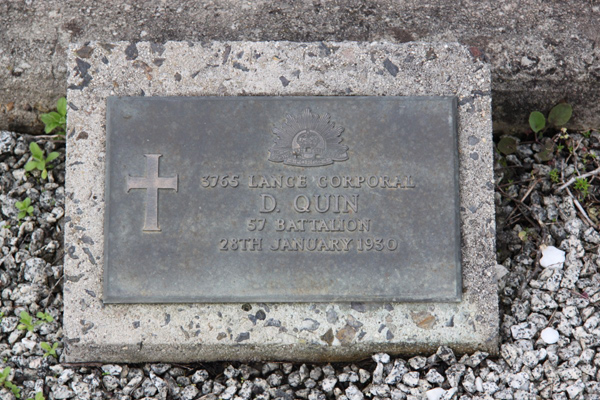 3765 LANCE CORPORAL
D. QUIN
57 BATTALION
28TH JANUARY 1930